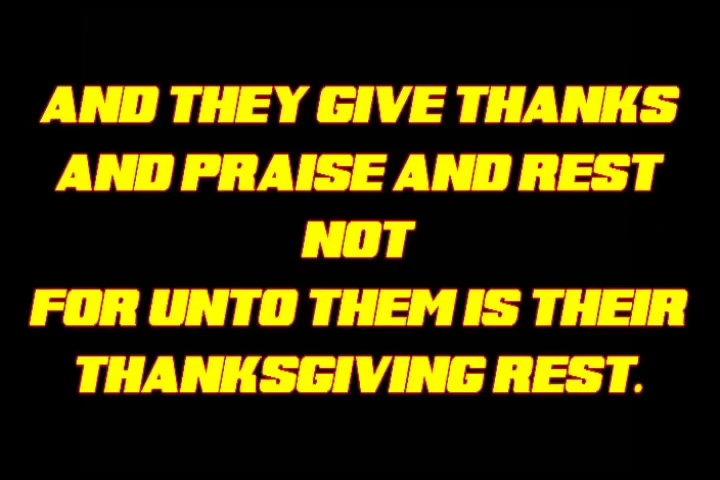 AND THEY GIVE THANKS
AND PRAISE AND REST
NOT
FOR UNTO THEM IS THEIR
THANKSGIVING REST.